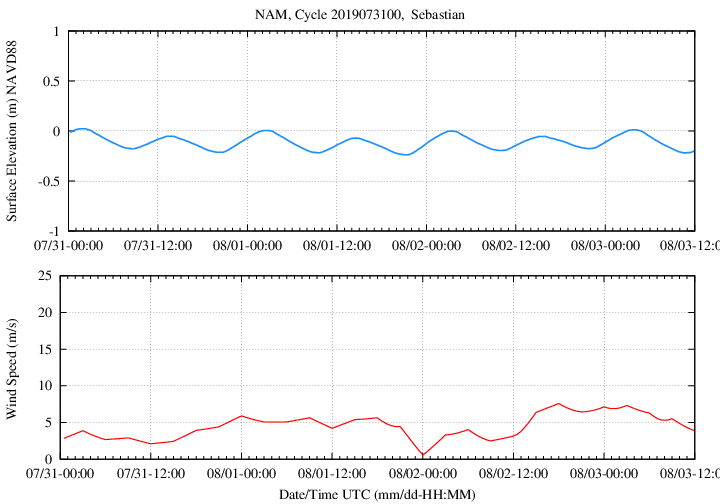 NAM, Cycle 2019073100,  Sebastian
Surface Elevation (m) NAVD88
1
0.5
0
-0.5
-1
07/31-00:00 07/31-12:00 08/01-00:00 08/01-12:00 08/02-00:00 08/02-12:00 08/03-00:00 08/03-12:0
Wind Speed (m/s)
25
20
15
10
5
0
07/31-00:00 07/31-12:00 08/01-00:00 08/01-12:00 08/02-00:00 08/02-12:00 08/03-00:00 08/03-12:0
Date/Time UTC (mm/dd-HH:MM)